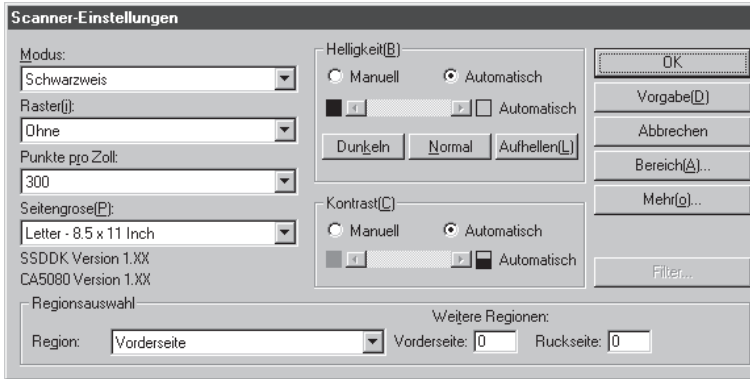 Scanner-Einstellungen
Modus:
Schwarzweis
Raster(i):
Ohne
Punkte pro Zoll:
300
Seitengrose(P):
Letter - 8.5 x 11 Inch
SSDDK Version 1.XX
CA5080 Version 1.XX
Helligkeit(B)
Manuell Automatisch
Automatisch
Dunkeln Normal Aufhellen(L)
Kontrast(C)
Manuell Automatisch
Automatisch
OK
Vorgabe(D)
Abbrechen
Bereich(A)...
Mehr(o)...
Filter...
Regionsauswahl
Region: Vorderseite
Weitere Regionen:
Vorderseite: 0 Ruckseite: 0